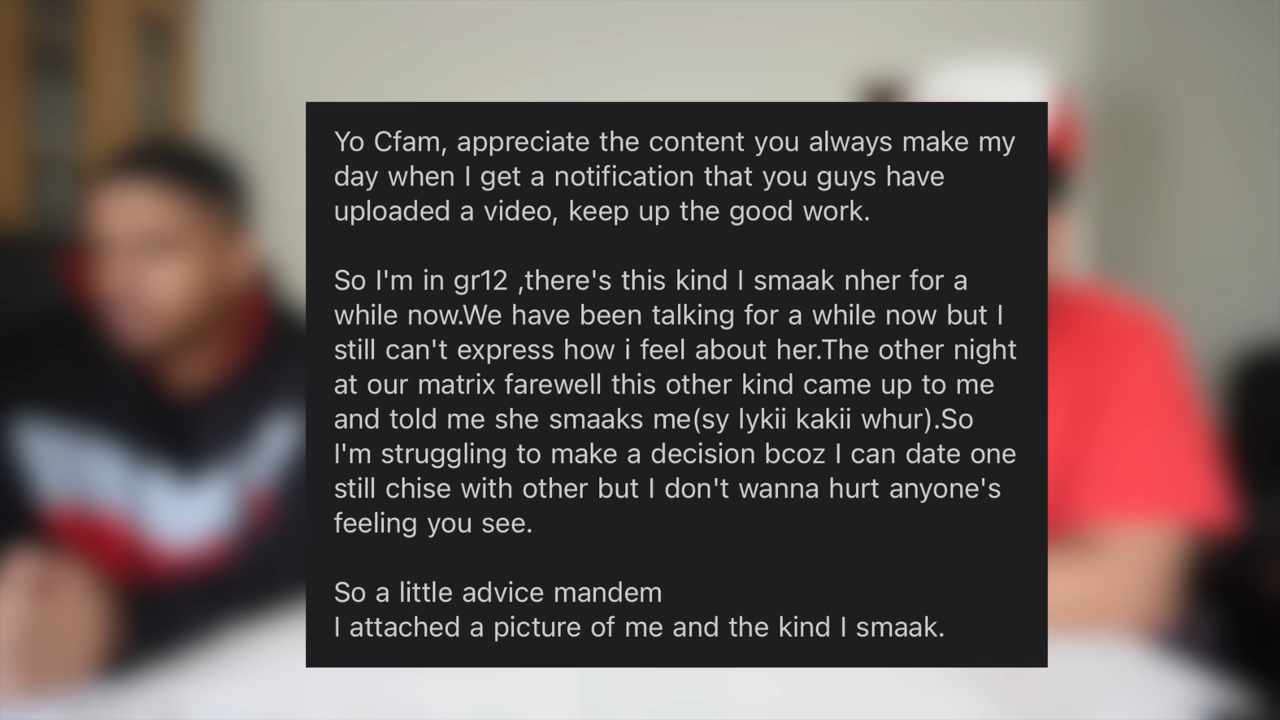 Yo Cfam, appreciate the content you always make my
day when I get a notification that you guys have
uploaded a video, keep up the good work.
So I'm in gr12 ,there's this kind I smaak nher for a
while now.We have been talking for a while now but I
still can't express how i feel about her.The other night
at our matrix farewell this other kind came up to me
and told me she smaaks me(sy lykii kakii whur).So
I'm struggling to make a decision bcoz I can date one
still chise with other but I don't wanna hurt anyone's
feeling you see.
So a little advice mandem
I attached a picture of me and the kind I smaak.